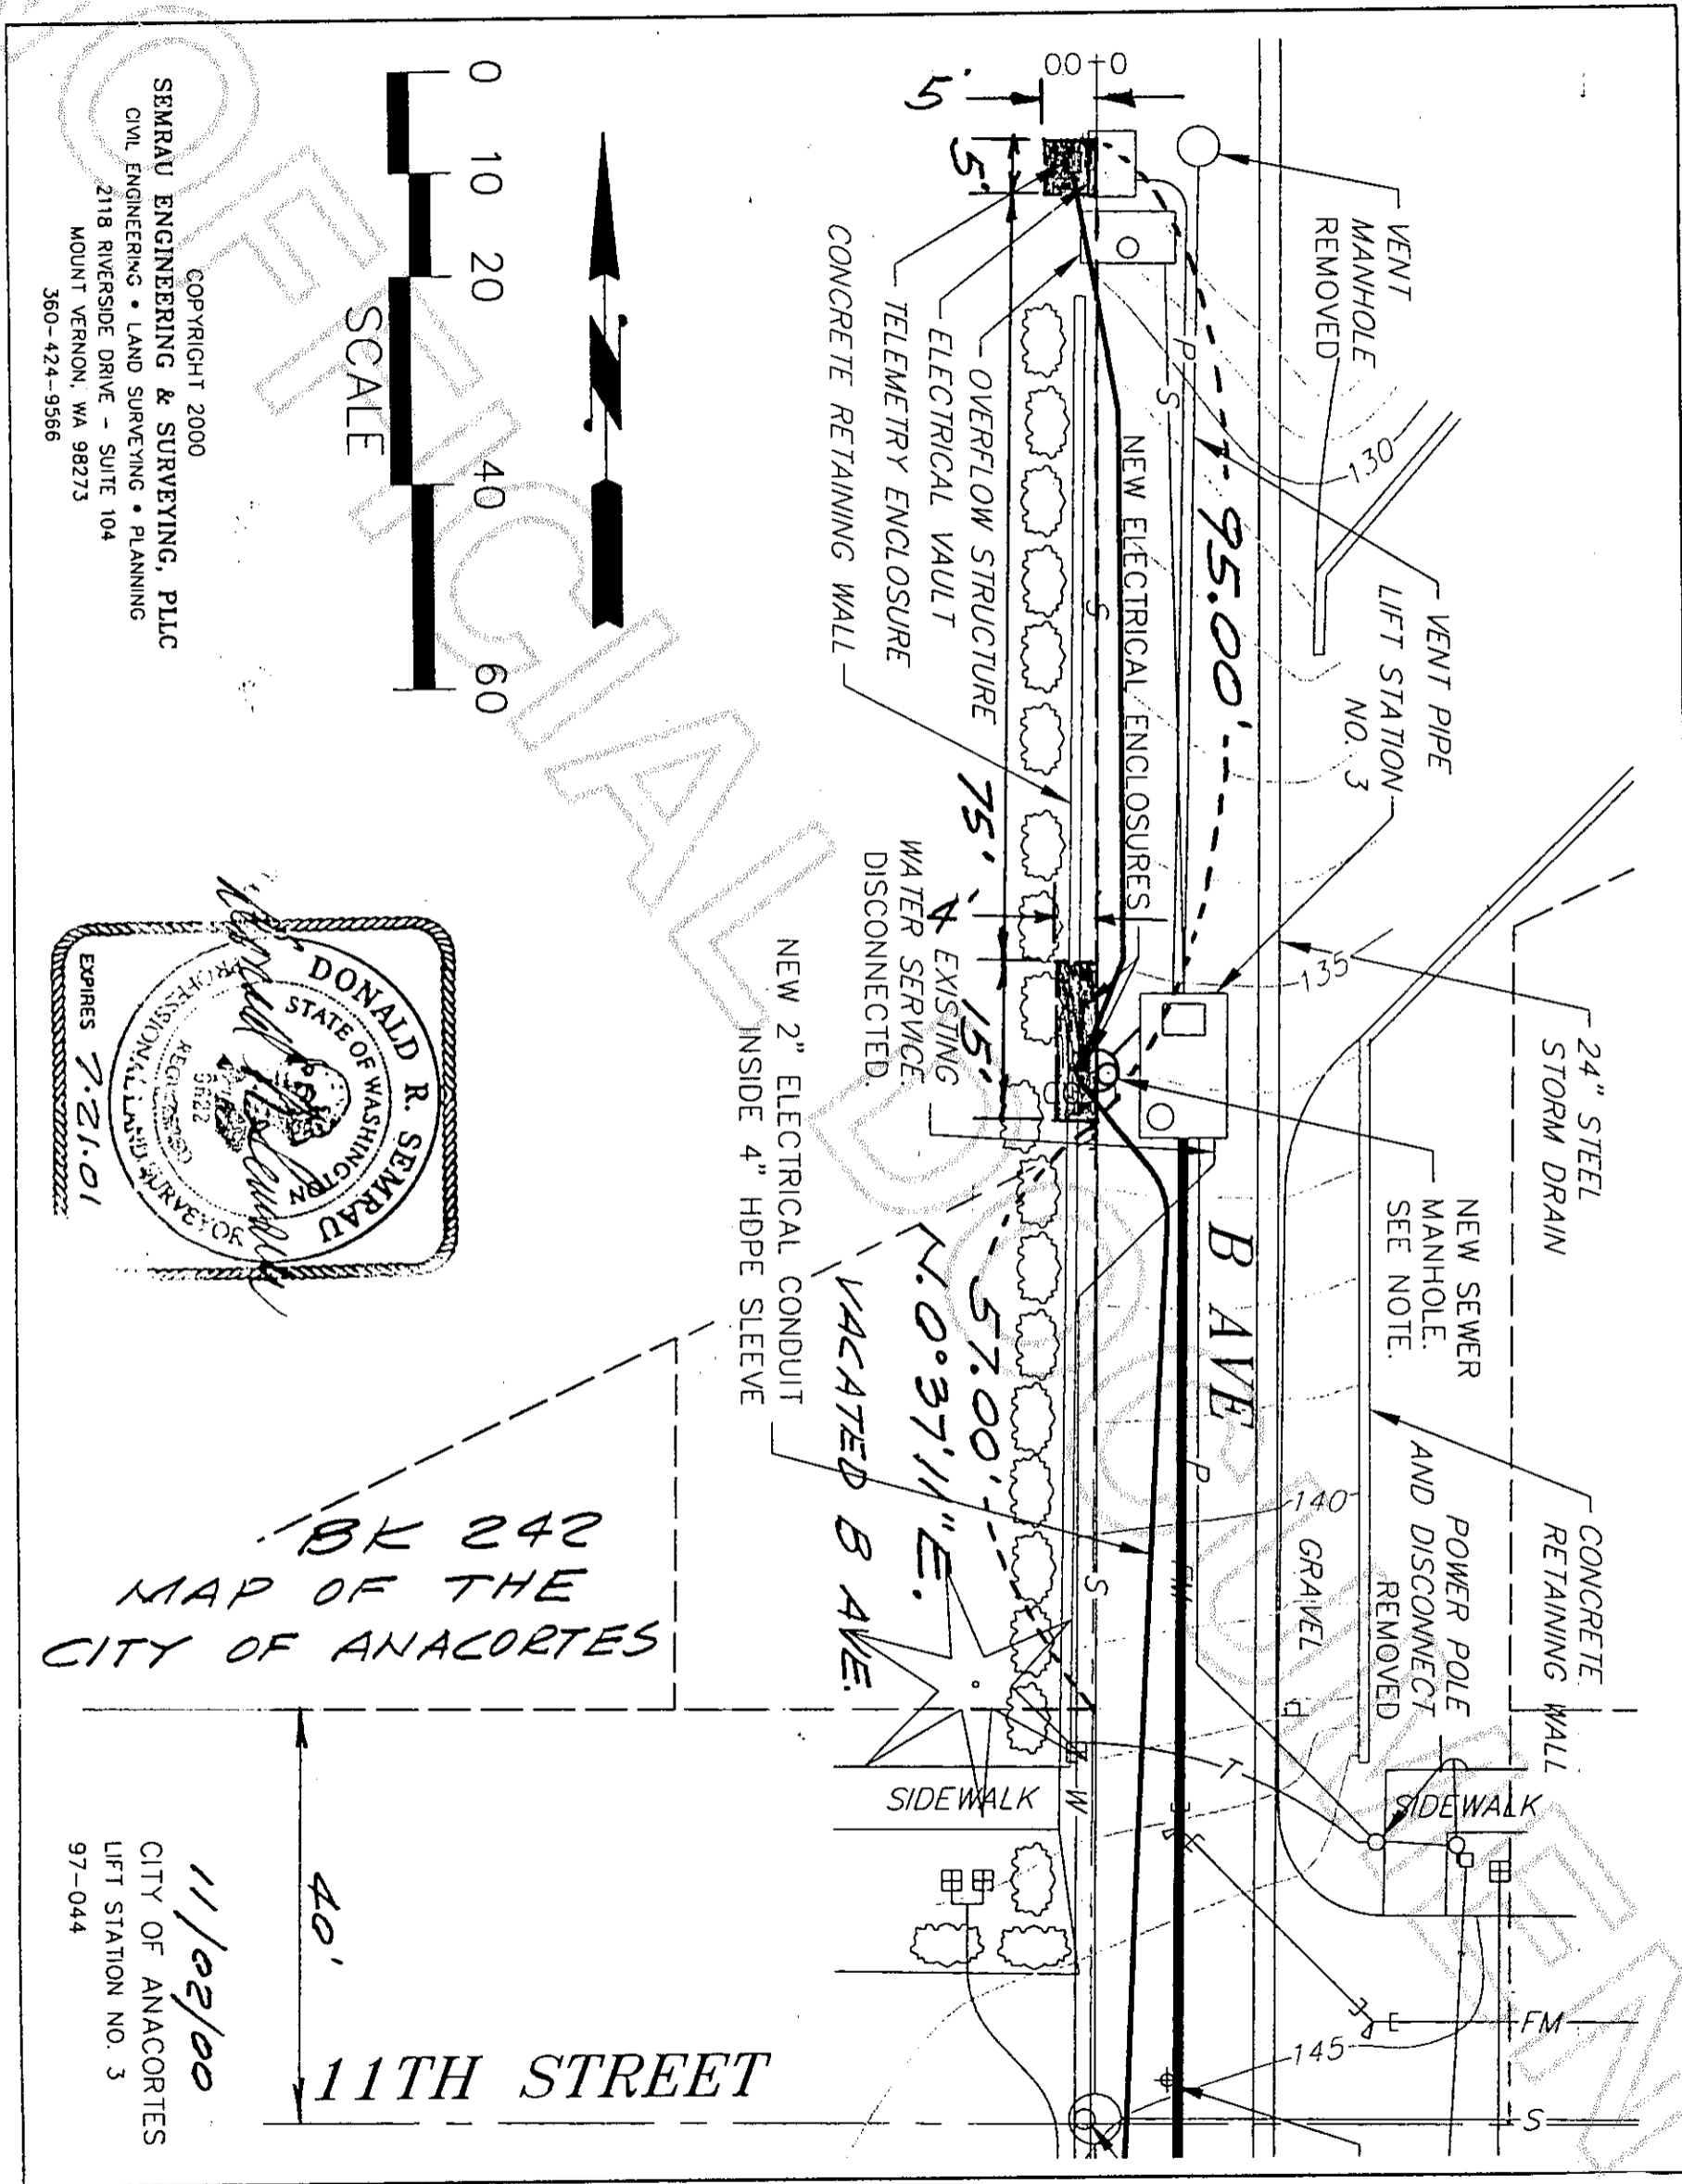 0+00
5'
5'
VENT
MANHOLE
REMOVED
VENT PIPE
LIFT STATION
NO. 3
24" STEEL
STORM DRAIN
NEW SEWER
MANHOLE.
SEE NOTE.
CONCRETE
RETAINING WALL
POWER POLE
AND DISCONNECT
REMOVED
GRAVEL
SIDEWALK
130
135
140
145
P
S
95.00'
B AVE
P
FM
T
FM
S
NEW ELECTRICAL ENCLOSURES
S
S
W
OVERFLOW STRUCTURE
ELECTRICAL VAULT
TELEMETRY ENCLOSURE
CONCRETE RETAINING WALL
75'
4'
15'
EXISTING
WATER SERVICE
DISCONNECTED
57.00'
N.0°37'11"E.
VACATED B AVE.
SIDEWALK
NEW 2" ELECTRICAL CONDUIT
INSIDE 4" HDPE SLEEVE
N
0 10 20 40 60
SCALE
BK 242
MAP OF THE
CITY OF ANACORTES
40'
11TH STREET
COPYRIGHT 2000
SEMRAU ENGINEERING & SURVEYING, PLLC
CIVIL ENGINEERING • LAND SURVEYING • PLANNING
2118 RIVERSIDE DRIVE - SUITE 104
MOUNT VERNON, WA 98273
360-424-9566
DONALD R. SEMRAU
STATE OF WASHINGTON
REGISTERED
9622
PROFESSIONAL LAND SURVEYOR
EXPIRES 7.21.01
11/02/00
CITY OF ANACORTES
LIFT STATION NO. 3
97-044
UNOFFICIAL DOCUMENT